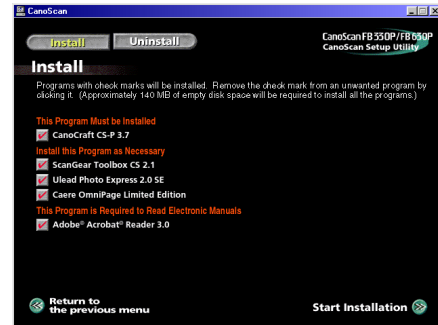 CanoScan
Install
Uninstall
CanoScan FB 330P/FB 630P
CanoScan Setup Utility
Install
Programs with check marks will be installed. Remove the check mark from an unwanted program by
clicking it. (Approximately 140 MB of empty disk space will be required to install all the programs.)
This Program Must be Installed
CanoCraft CS-P 3.7
Install this Program as Necessary
ScanGear Toolbox CS 2.1
Ulead Photo Express 2.0 SE
Caere OmniPage Limited Edition
This Program is Required to Read Electronic Manuals
Adobe® Acrobat® Reader 3.0
Return to
the previous menu
Start Installation